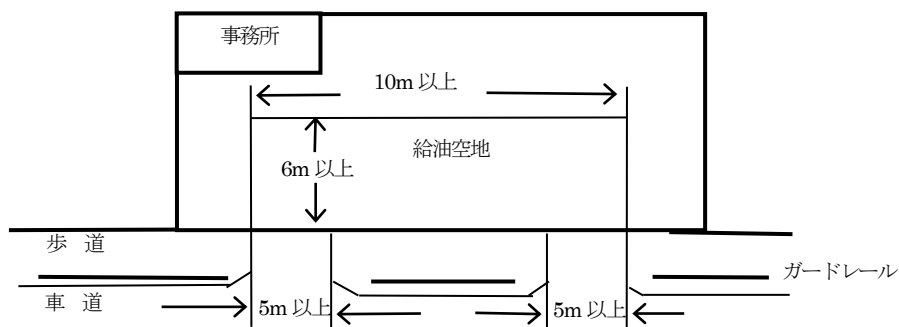 事務所
10m 以上
給油空地
6m 以上
歩 道
ガードレール
車 道
5m 以上
5m 以上